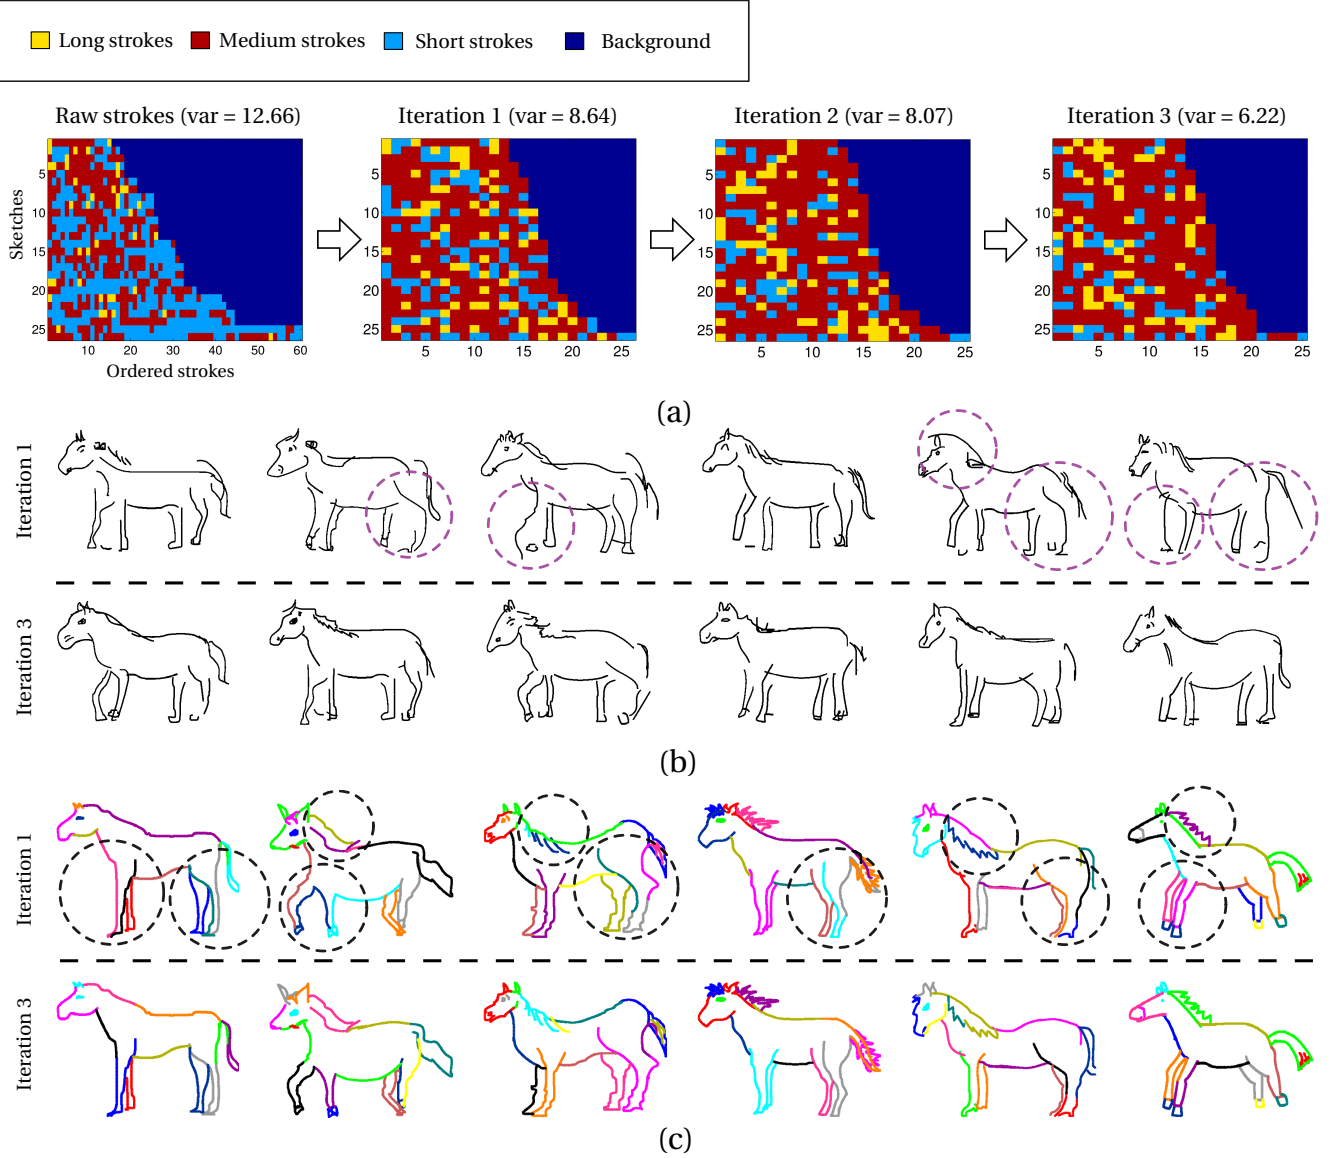 Long strokes Medium strokes Short strokes Background
Raw strokes (var = 12.66) Iteration 1 (var = 8.64) Iteration 2 (var = 8.07) Iteration 3 (var = 6.22)
Sketches
5 5 5 5
10 10 10 10
15 15 15 15
20 20 20 20
25 25 25 25
10 20 30 40 50 60 5 10 15 20 25 5 10 15 20 25 5 10 15 20 25
Ordered strokes
(a)
Iteration 1
Iteration 3
(b)
Iteration 1
Iteration 3
(c)